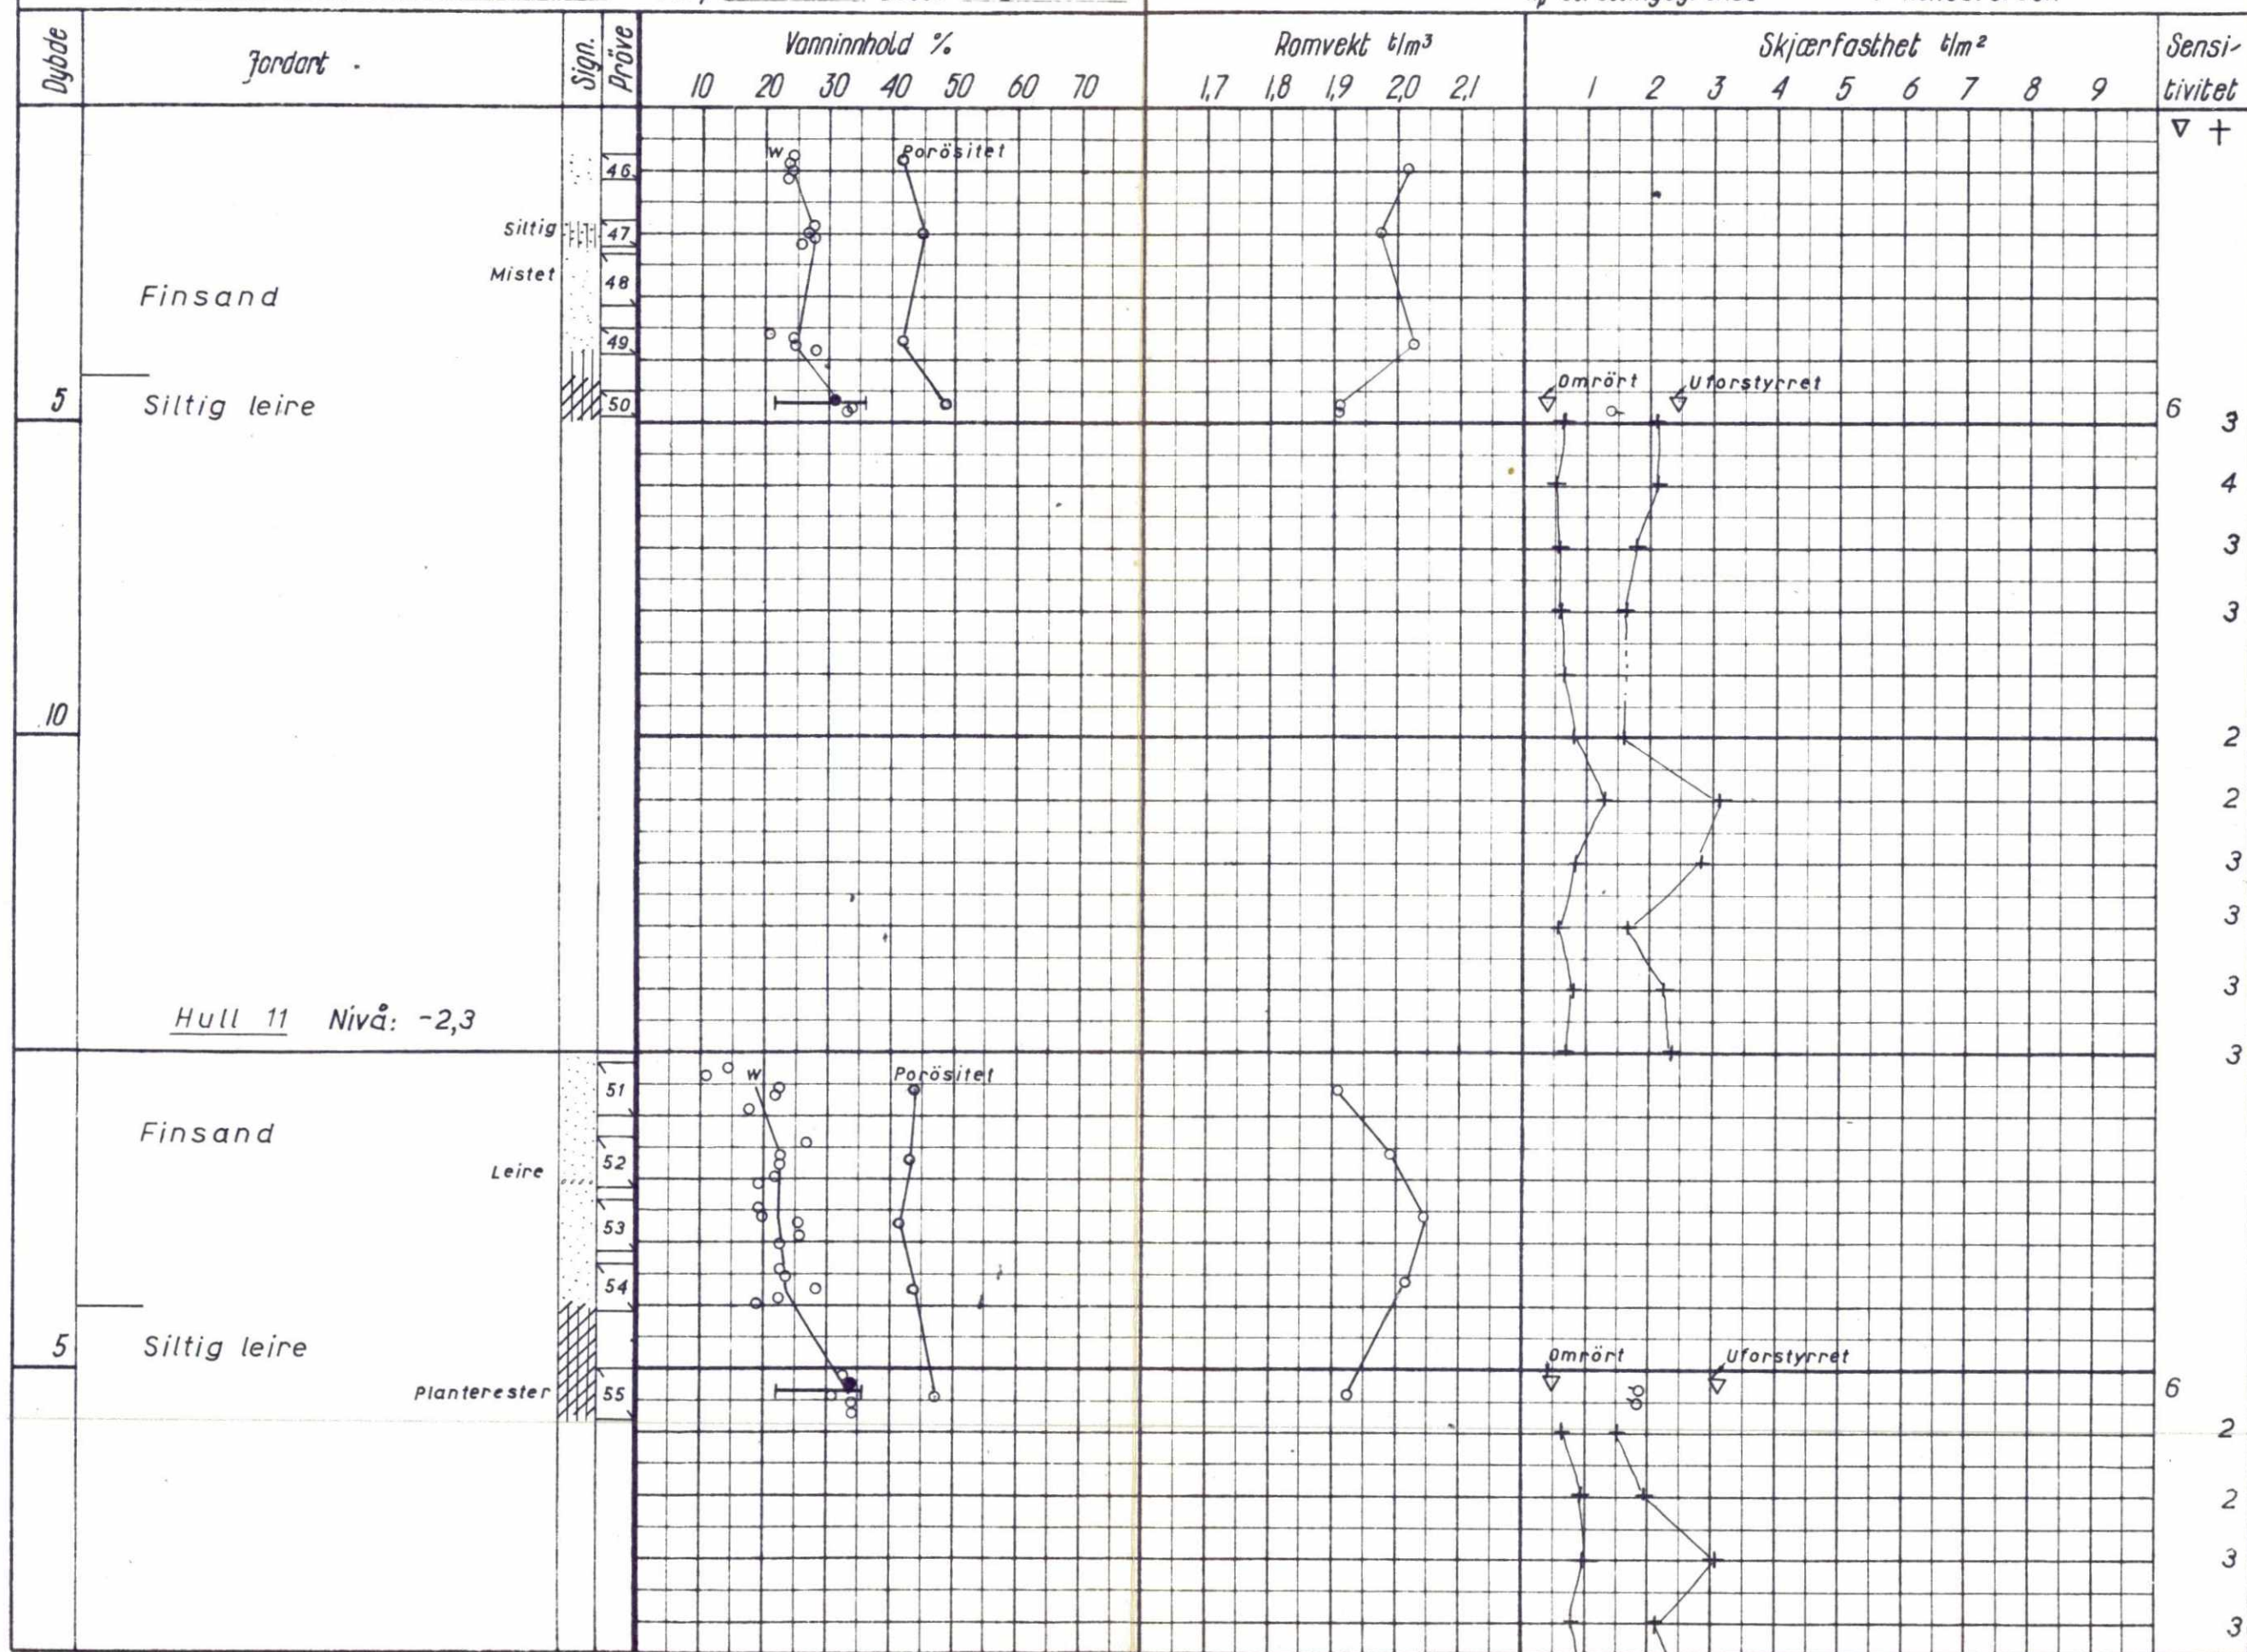 Dybde Jordart Sign. Pröve Vanninnhold % Romvekt t/m³ Skjærfasthet t/m² Sensi-
10 20 30 40 50 60 70 1,7 1,8 1,9 2,0 2,1 1 2 3 4 5 6 7 8 9 tivitet
▽ +
w Porösitet
46
Siltig 47
Mistet 48
Finsand
49
Omrört Uforstyrret
5 Siltig leire 50 6 3
4
3
3
10 2
2
3
3
3
Hull 11 Nivå: -2,3
3
w Porösitet
51
Finsand
Leire 52
53
54
5 Siltig leire Omrört Uforstyrret
Planterester 55 6
2
2
3
3